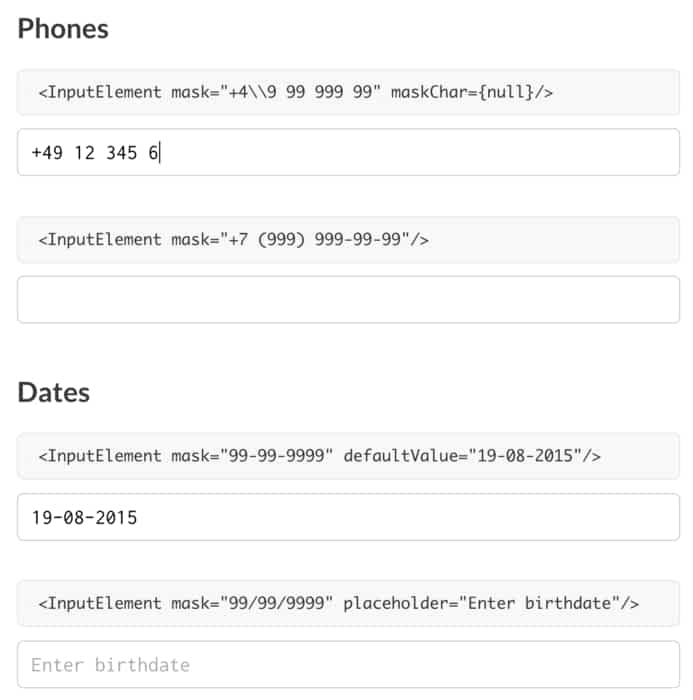 Phones
<InputElement mask="+4\\9 99 999 99" maskChar={null}/>
+49 12 345 6
<InputElement mask="+7 (999) 999-99-99"/>
Dates
<InputElement mask="99-99-9999" defaultValue="19-08-2015"/>
19-08-2015
<InputElement mask="99/99/9999" placeholder="Enter birthdate"/>
Enter birthdate